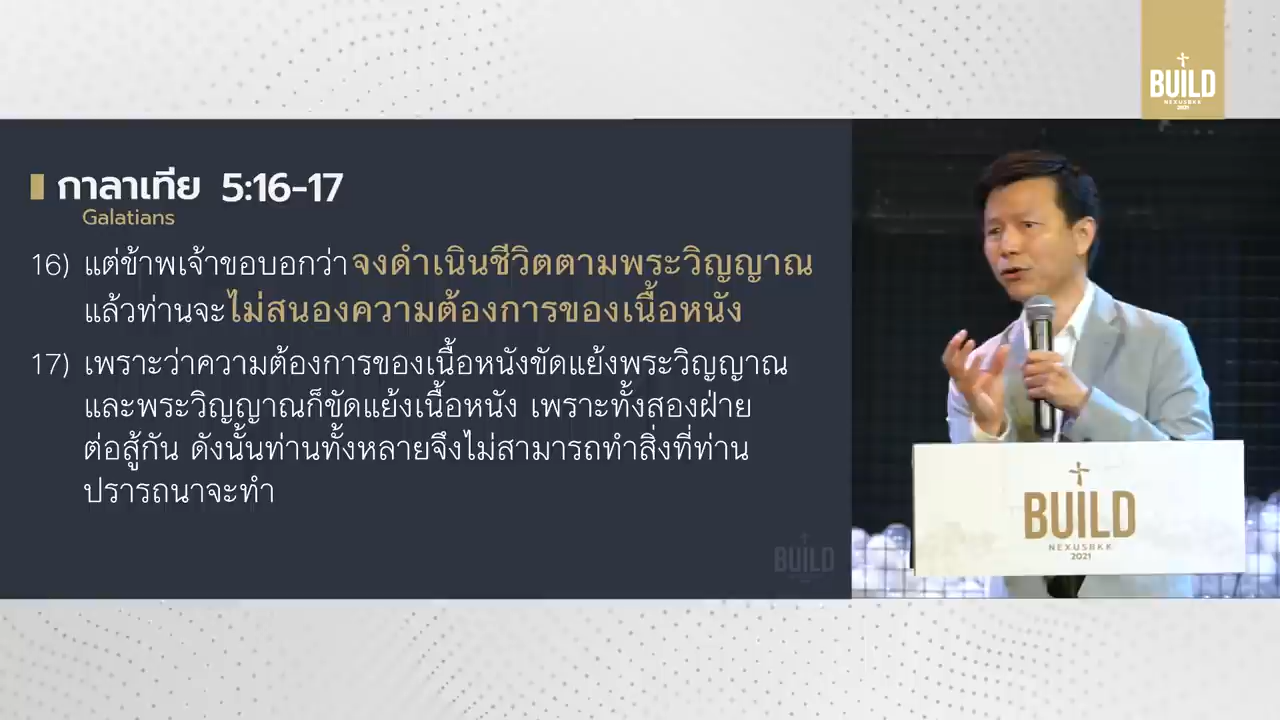 BUILD
NEXUSBKK
2021
กาลาเทีย 5:16-17
Galatians
16) แต่ข้าพเจ้าขอบอกว่าจงดำเนินชีวิตตามพระวิญญาณ
แล้วท่านจะไม่สนองความต้องการของเนื้อหนัง
17) เพราะว่าความต้องการของเนื้อหนังขัดแย้งพระวิญญาณ
และพระวิญญาณก็ขัดแย้งเนื้อหนัง เพราะทั้งสองฝ่าย
ต่อสู้กัน ดังนั้นท่านทั้งหลายจึงไม่สามารถทำสิ่งที่ท่าน
ปรารถนาจะทำ
BUILD
BUILD
NEXUSBKK
2021